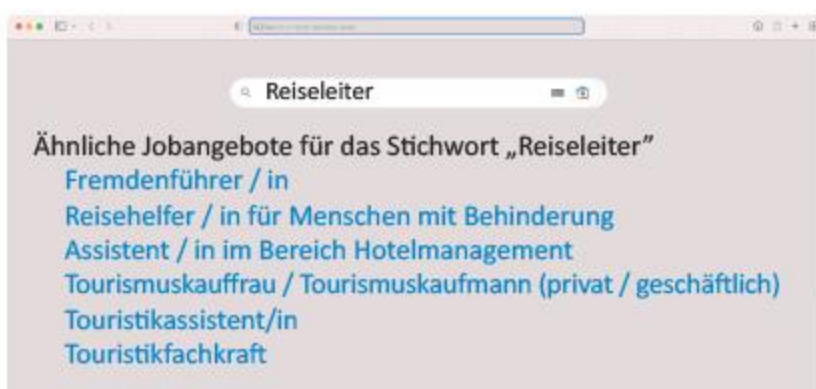 Reiseleiter
Ähnliche Jobangebote für das Stichwort „Reiseleiter”
Fremdenführer / in
Reisehelfer / in für Menschen mit Behinderung
Assistent / in im Bereich Hotelmanagement
Tourismuskauffrau / Tourismuskaufmann (privat / geschäftlich)
Touristikassistent/in
Touristikfachkraft